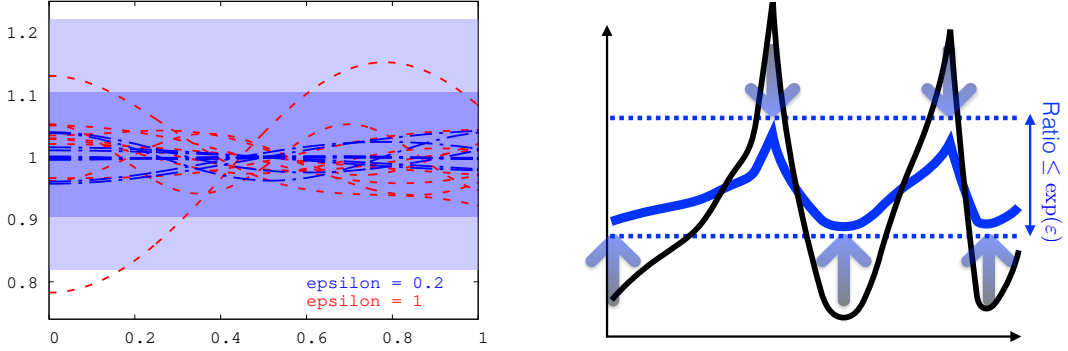 1.2
1.1
1
0.9
0.8
epsilon = 0.2
epsilon = 1
0 0.2 0.4 0.6 0.8 1
Ratio ≤ exp(ε)